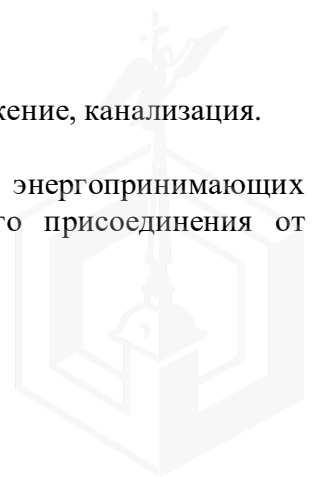 жение, канализация.
энергопринимающих
го присоединения от